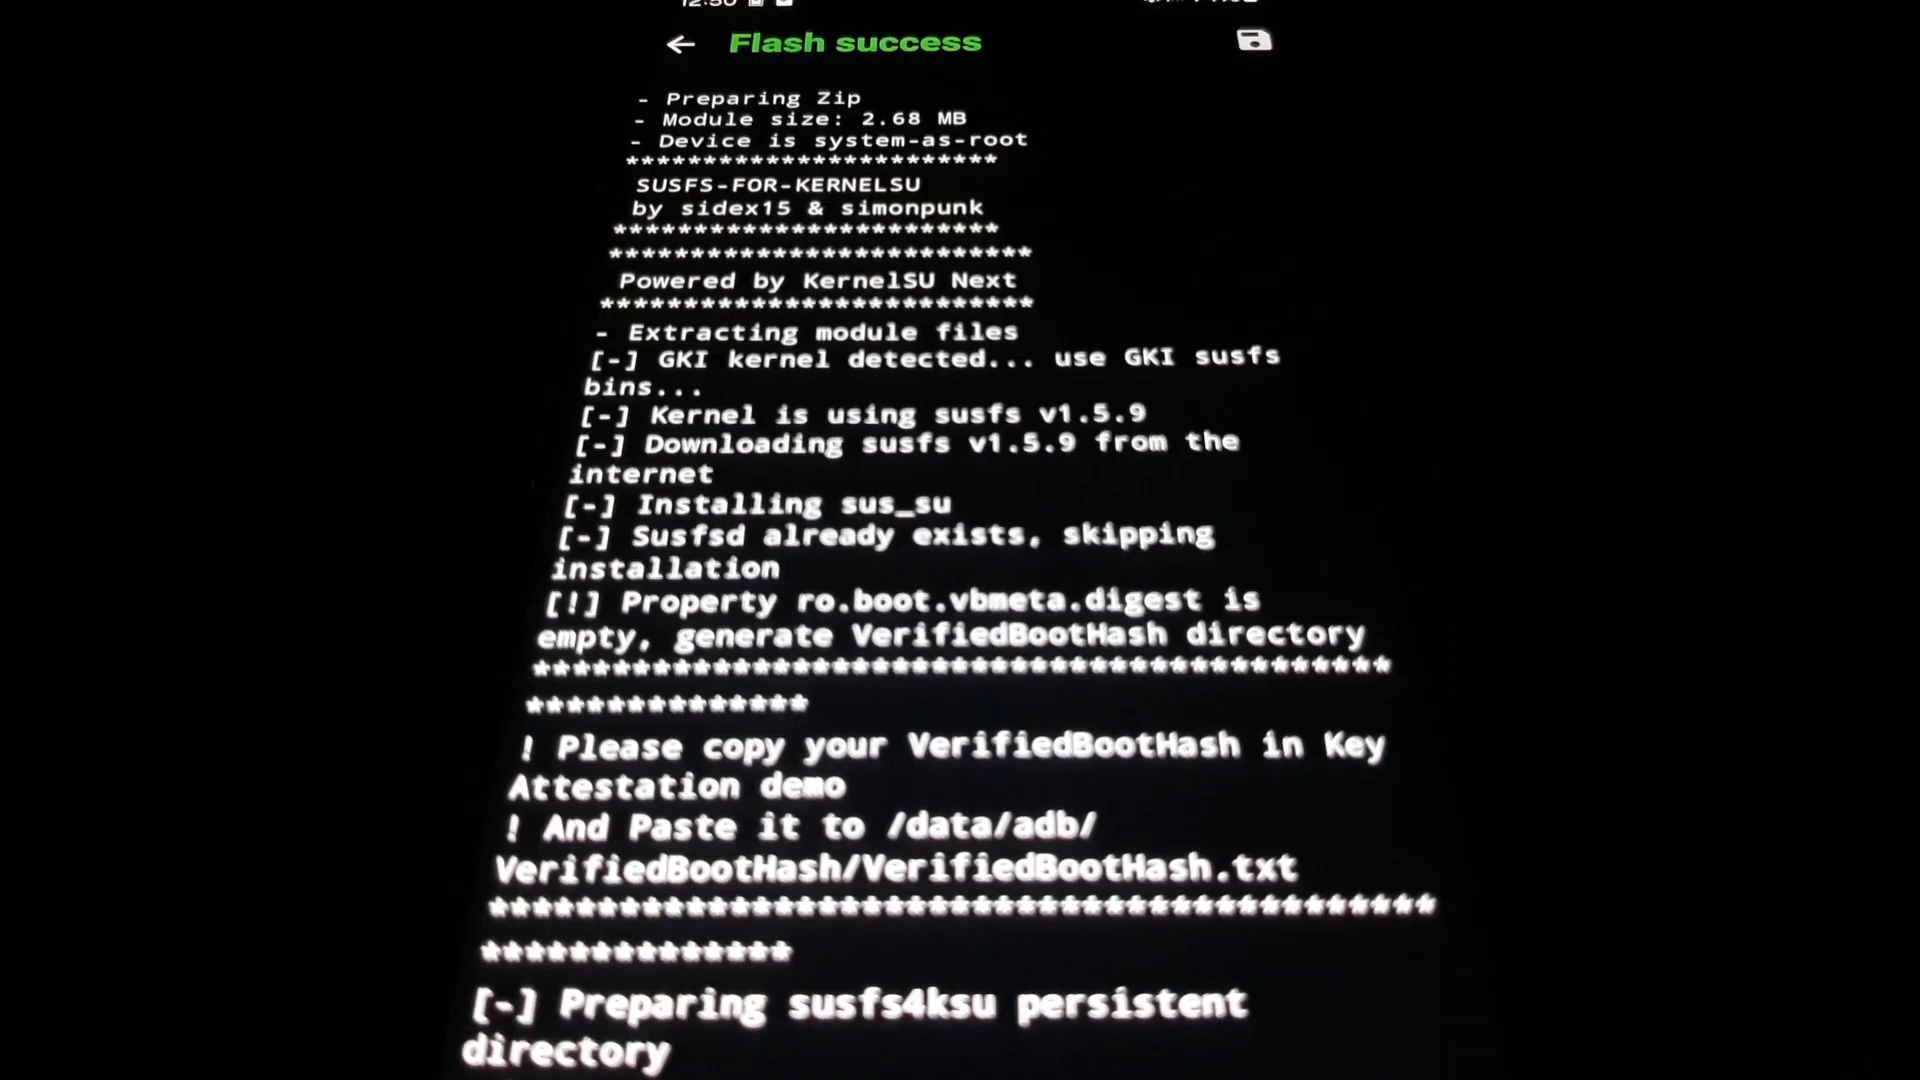 Flash success
- Preparing Zip
- Module size: 2.68 MB
- Device is system-as-root
************************
SUSFS-FOR-KERNELSU
by sidex15 & simonpunk
************************
**************************
Powered by KernelSU Next
**************************
- Extracting module files
[-] GKI kernel detected... use GKI susfs
bins...
[-] Kernel is using susfs v1.5.9
[-] Downloading susfs v1.5.9 from the
internet
[-] Installing sus_su
[-] Susfsd already exists, skipping
installation
[!] Property ro.boot.vbmeta.digest is
empty, generate VerifiedBootHash directory
*******************************************
**************
! Please copy your VerifiedBootHash in Key
Attestation demo
! And Paste it to /data/adb/
VerifiedBootHash/VerifiedBootHash.txt
*******************************************
**************
[-] Preparing susfs4ksu persistent
directory